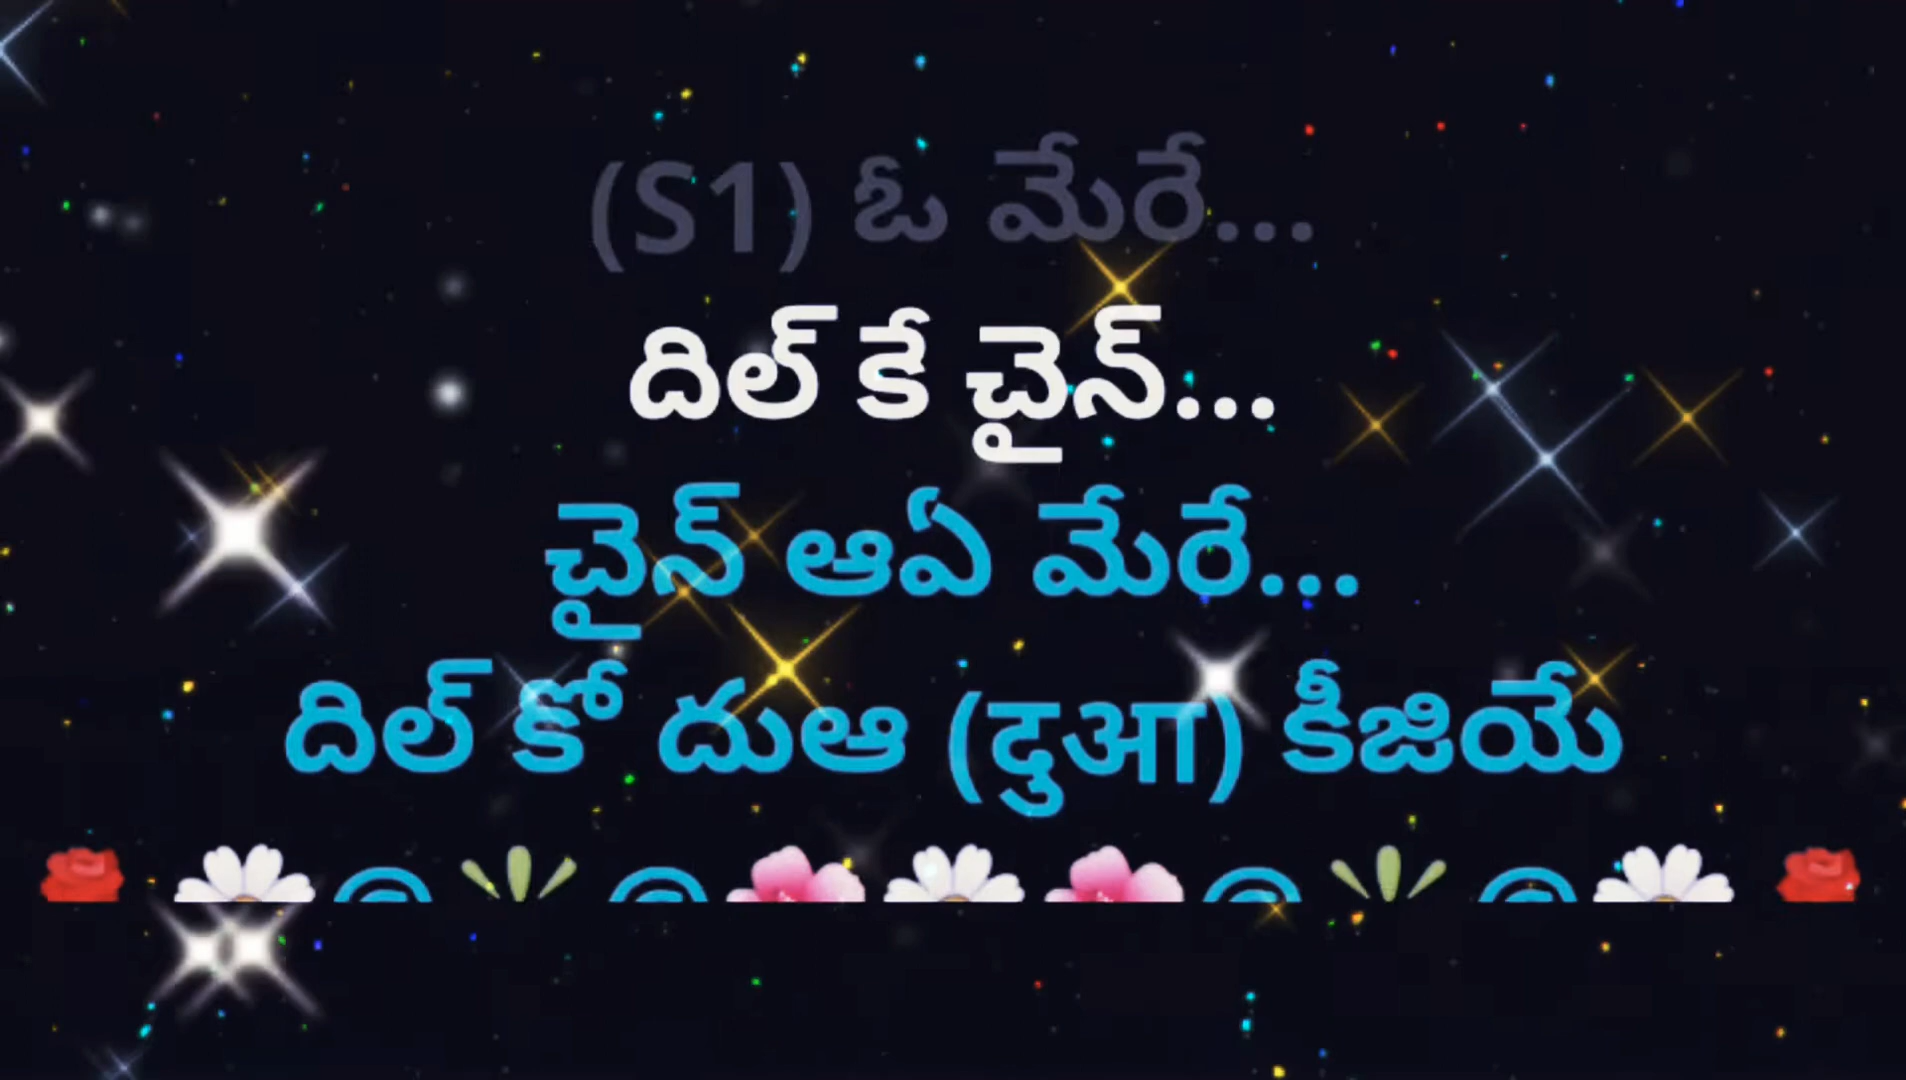 (S1) ఓ మేరే...
దిల్ కే చైన్...
చైన్ ఆఏ మేరే...
దిల్ కో దుఆ (दुआ) కీజియే